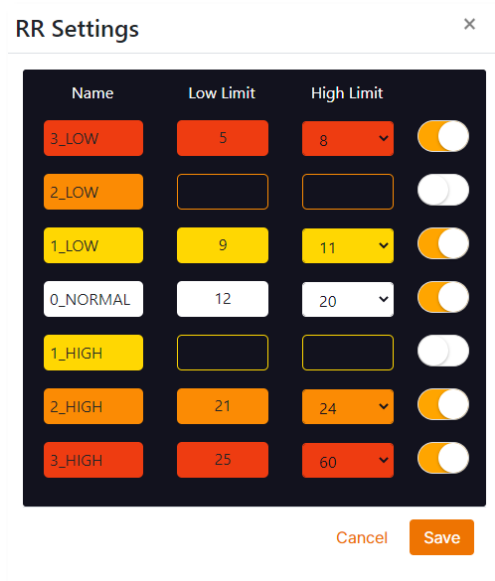 RR Settings ×
Name Low Limit High Limit
3_LOW 5 8
2_LOW
1_LOW 9 11
0_NORMAL 12 20
1_HIGH
2_HIGH 21 24
3_HIGH 25 60
Cancel Save